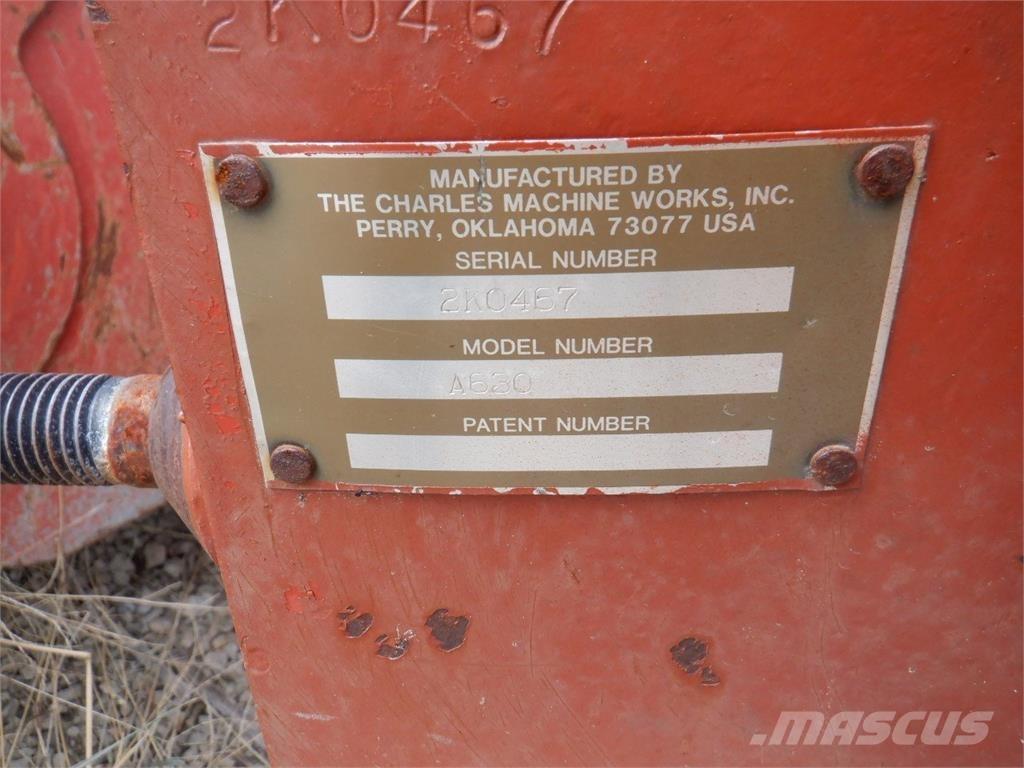 2K0467
MANUFACTURED BY
THE CHARLES MACHINE WORKS, INC.
PERRY, OKLAHOMA 73077 USA
SERIAL NUMBER
2K0467
MODEL NUMBER
A630
PATENT NUMBER
MASCUS